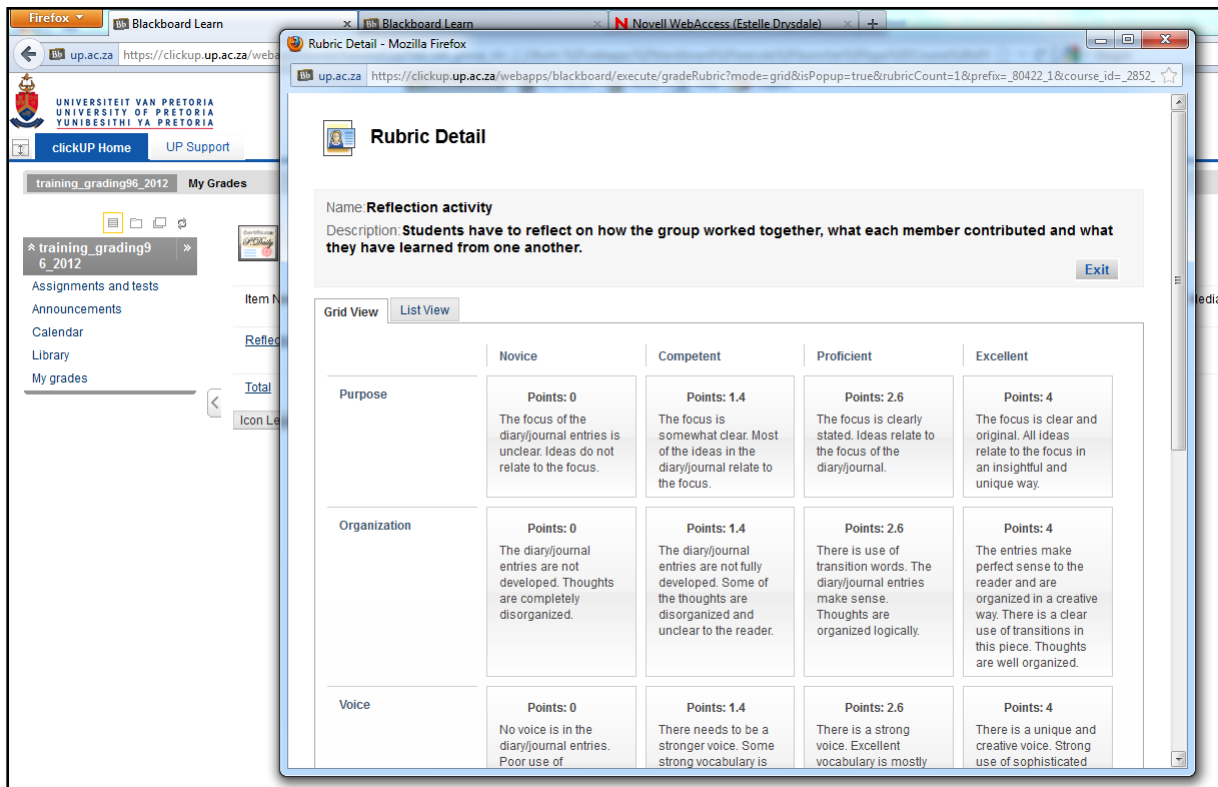 Firefox
Blackboard Learn
Blackboard Learn
Novell WebAccess (Estelle Drysdale)
up.ac.za https://clickup.up.ac.za/weba
Rubric Detail - Mozilla Firefox
up.ac.za https://clickup.up.ac.za/webapps/blackboard/execute/gradeRubric?mode=grid&isPopup=true&rubricCount=1&prefix=_80422_1&course_id=_2852_
UNIVERSITEIT VAN PRETORIA
UNIVERSITY OF PRETORIA
YUNIBESITHI YA PRETORIA
clickUP Home
UP Support
training_grading96_2012 My Grades
training_grading9
6_2012
Assignments and tests
Announcements
Calendar
Library
My grades
Item N
Reflec
Total
Icon Le
edia
Rubric Detail
Name:Reflection activity
Description:Students have to reflect on how the group worked together, what each member contributed and what
they have learned from one another.
Exit
Grid View
List View
Novice
Competent
Proficient
Excellent
Purpose
Points: 0
The focus of the
diary/journal entries is
unclear. Ideas do not
relate to the focus.
Points: 1.4
The focus is
somewhat clear. Most
of the ideas in the
diary/journal relate to
the focus.
Points: 2.6
The focus is clearly
stated. Ideas relate to
the focus of the
diary/journal.
Points: 4
The focus is clear and
original. All ideas
relate to the focus in
an insightful and
unique way.
Organization
Points: 0
The diary/journal
entries are not
developed. Thoughts
are completely
disorganized.
Points: 1.4
The diary/journal
entries are not fully
developed. Some of
the thoughts are
disorganized and
unclear to the reader.
Points: 2.6
There is use of
transition words. The
diary/journal entries
make sense.
Thoughts are
organized logically.
Points: 4
The entries make
perfect sense to the
reader and are
organized in a creative
way. There is a clear
use of transitions in
this piece. Thoughts
are well organized.
Voice
Points: 0
No voice is in the
diary/journal entries.
Poor use of
Points: 1.4
There needs to be a
stronger voice. Some
strong vocabulary is
Points: 2.6
There is a strong
voice. Excellent
vocabulary is mostly
Points: 4
There is a unique and
creative voice. Strong
use of sophisticated